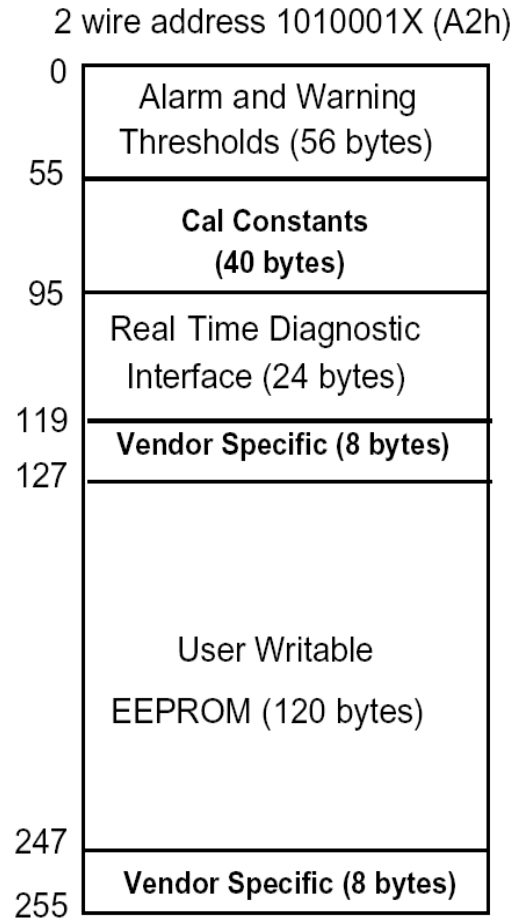 2 wire address 1010001X (A2h)
0
Alarm and Warning
Thresholds (56 bytes)
55
Cal Constants
(40 bytes)
95
Real Time Diagnostic
Interface (24 bytes)
119
Vendor Specific (8 bytes)
127
User Writable
EEPROM (120 bytes)
247
Vendor Specific (8 bytes)
255